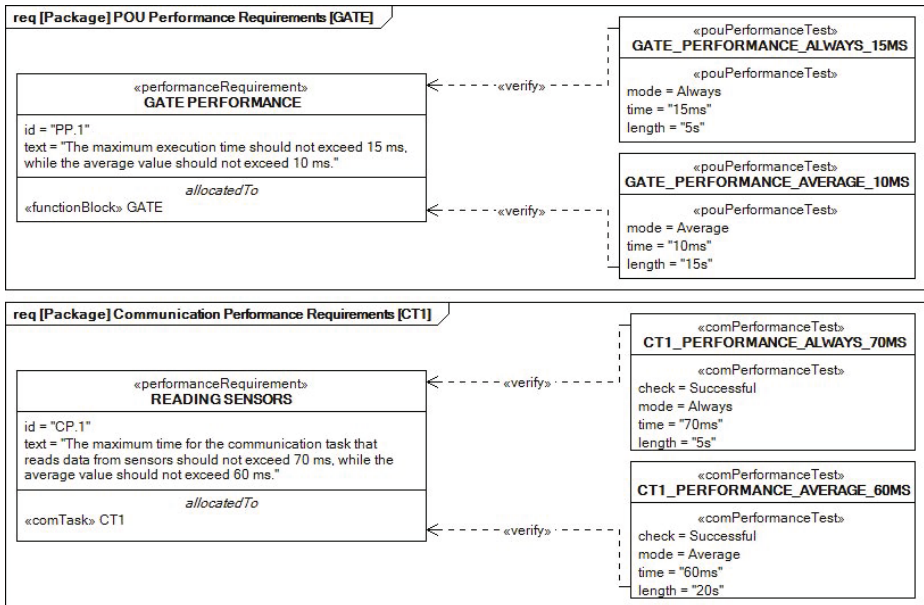 req [Package] POU Performance Requirements [GATE]
«performanceRequirement»
GATE PERFORMANCE
id = "PP.1"
text = "The maximum execution time should not exceed 15 ms,
while the average value should not exceed 10 ms."
allocatedTo
«functionBlock» GATE
«verify»
«verify»
«pouPerformanceTest»
GATE_PERFORMANCE_ALWAYS_15MS
«pouPerformanceTest»
mode = Always
time = "15ms"
length = "5s"
«pouPerformanceTest»
GATE_PERFORMANCE_AVERAGE_10MS
«pouPerformanceTest»
mode = Average
time = "10ms"
length = "15s"
req [Package] Communication Performance Requirements [CT1]
«performanceRequirement»
READING SENSORS
id = "CP.1"
text = "The maximum time for the communication task that
reads data from sensors should not exceed 70 ms, while the
average value should not exceed 60 ms."
allocatedTo
«comTask» CT1
«verify»
«verify»
«comPerformanceTest»
CT1_PERFORMANCE_ALWAYS_70MS
«comPerformanceTest»
check = Successful
mode = Always
time = "70ms"
length = "5s"
«comPerformanceTest»
CT1_PERFORMANCE_AVERAGE_60MS
«comPerformanceTest»
check = Successful
mode = Average
time = "60ms"
length = "20s"